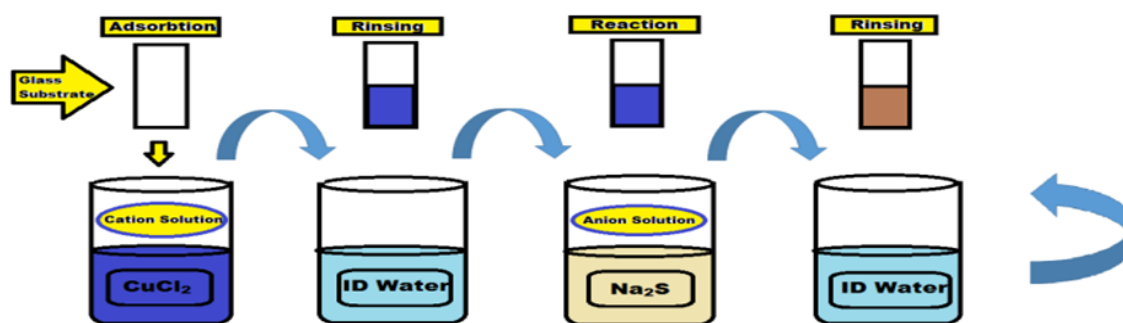 Adsorbtion
Rinsing
Reaction
Rinsing
Glass
Substrate
Cation Solution
Anion Solution
CuCl₂
ID Water
Na₂S
ID Water